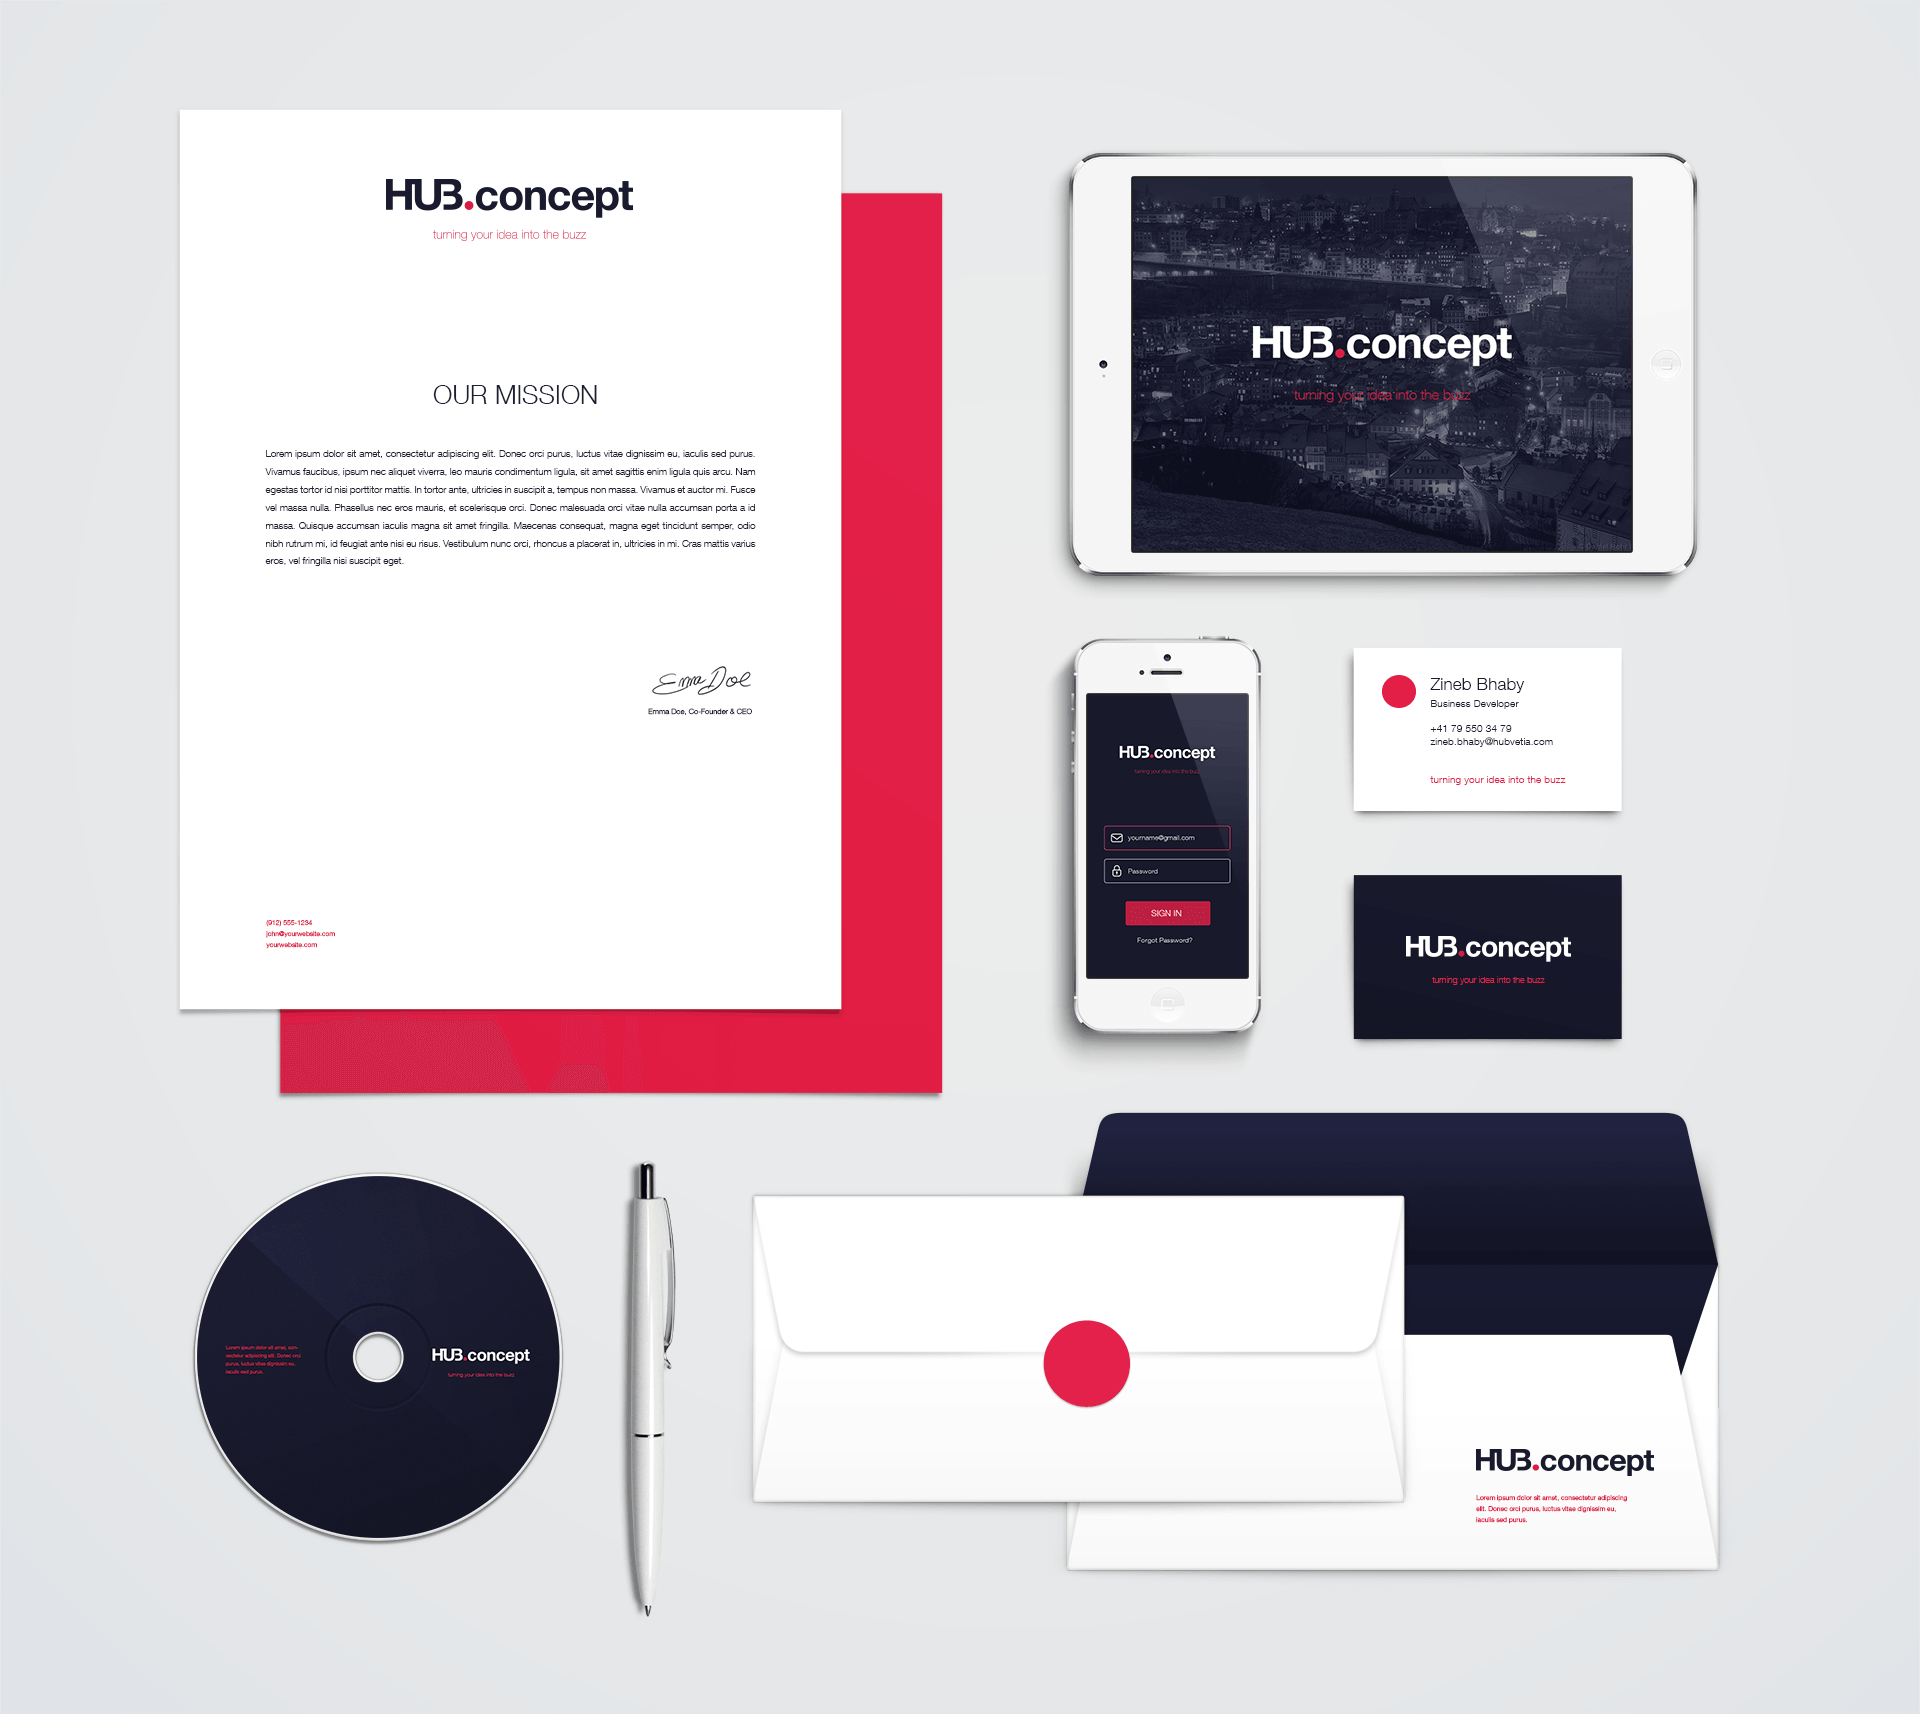 HUB.concept
turning your idea into the buzz
OUR MISSION
Lorem ipsum dolor sit amet, consectetur adipiscing elit. Donec orci purus, luctus vitae dignissim eu, iaculis sed purus.
Vivamus faucibus, ipsum nec aliquet viverra, leo mauris condimentum ligula, sit amet sagittis enim ligula quis arcu. Nam
egestas tortor id nisi porttitor mattis. In tortor ante, ultricies in suscipit a, tempus non massa. Vivamus et auctor mi. Fusce
vel massa nulla. Phasellus nec eros mauris, et scelerisque orci. Donec malesuada orci vitae nulla accumsan porta a id
massa. Quisque accumsan iaculis magna sit amet fringilla. Maecenas consequat, magna eget tincidunt semper, odio
nibh rutrum mi, id feugiat ante nisi eu risus. Vestibulum nunc orci, rhoncus a placerat in, ultricies in mi. Cras mattis varius
eros, vel fringilla nisi suscipit eget.
Emma Doe
Emma Doe, Co-Founder & CEO
(912) 555-1234
john@yourwebsite.com
yourwebsite.com
HUB.concept
turning your idea into the buzz
HUB.concept
turning your idea into the buzz
yourname@gmail.com
Password
SIGN IN
Forgot Password?
Zineb Bhaby
Business Developer
+41 79 550 34 79
zineb.bhaby@hubvetia.com
turning your idea into the buzz
HUB.concept
turning your idea into the buzz
Lorem ipsum dolor sit amet, con-
sectetur adipiscing elit. Donec orci
purus, luctus vitae dignissim eu,
iaculis sed purus.
HUB.concept
turning your idea into the buzz
HUB.concept
Lorem ipsum dolor sit amet, consectetur adipiscing
elit. Donec orci purus, luctus vitae dignissim eu,
iaculis sed purus.